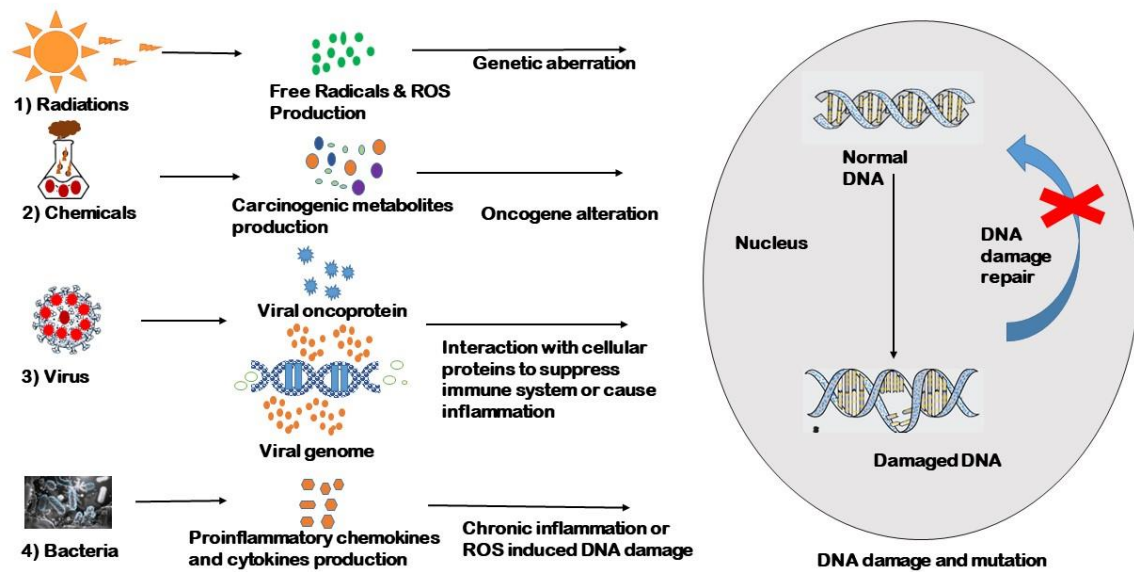 1) Radiations
Free Radicals & ROS
Production
Genetic aberration
2) Chemicals
Carcinogenic metabolites
production
Oncogene alteration
3) Virus
Viral oncoprotein
Viral genome
Interaction with cellular
proteins to suppress
immune system or cause
inflammation
4) Bacteria
Proinflammatory chemokines
and cytokines production
Chronic inflammation or
ROS induced DNA damage
Normal
DNA
Nucleus
DNA
damage
repair
Damaged DNA
DNA damage and mutation